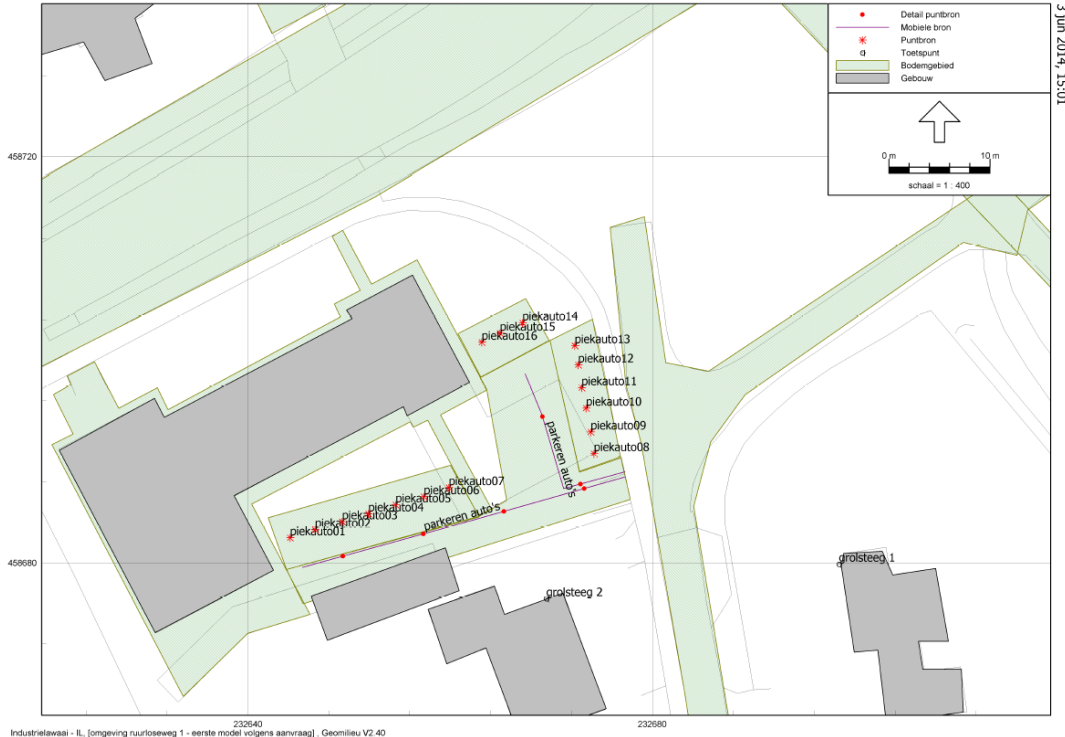 Detail puntbron
Mobiele bron
Puntbron
Toetspunt
Bodemgebied
Gebouw
3 jun 2014, 15:01
0 m 10 m
schaal = 1 : 400
458720
piekauto14
piekauto15
piekauto16
piekauto13
piekauto12
piekauto11
piekauto10
piekauto09
piekauto08
parkeren auto's
piekauto07
piekauto06
piekauto05
piekauto04
piekauto03
piekauto02
piekauto01
parkeren auto's
458680
grolsteeg 1
grolsteeg 2
232640
232680
Industrielawaai - IL, [omgeving ruurloseweg 1 - eerste model volgens aanvraag] , Geomilieu V2.40